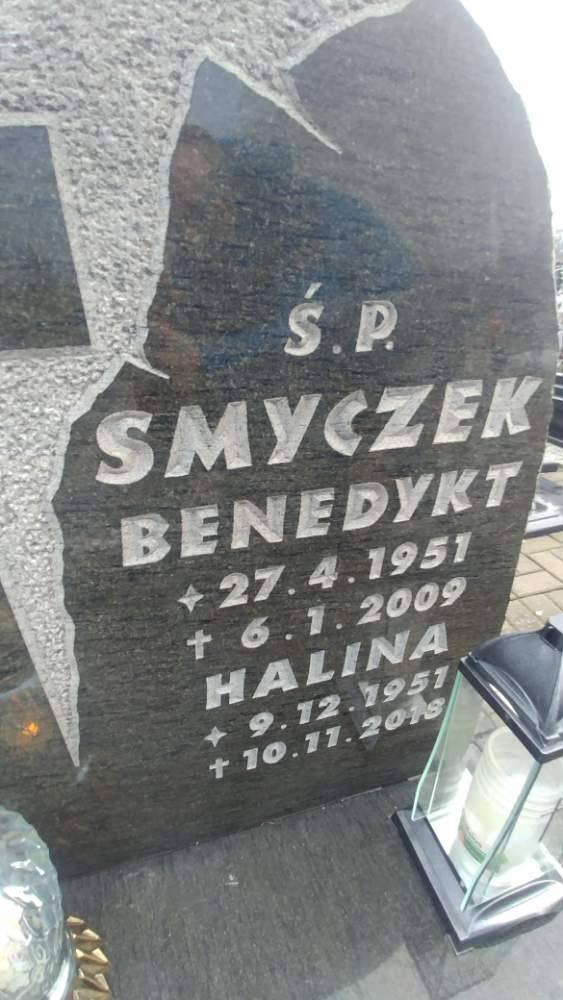 Ś.P.
SMYCZEK
BENEDYKT
✦ 27.4.1951
✝ 6.1.2009
HALINA
✦ 9.12.1951
✝ 10.11.2018